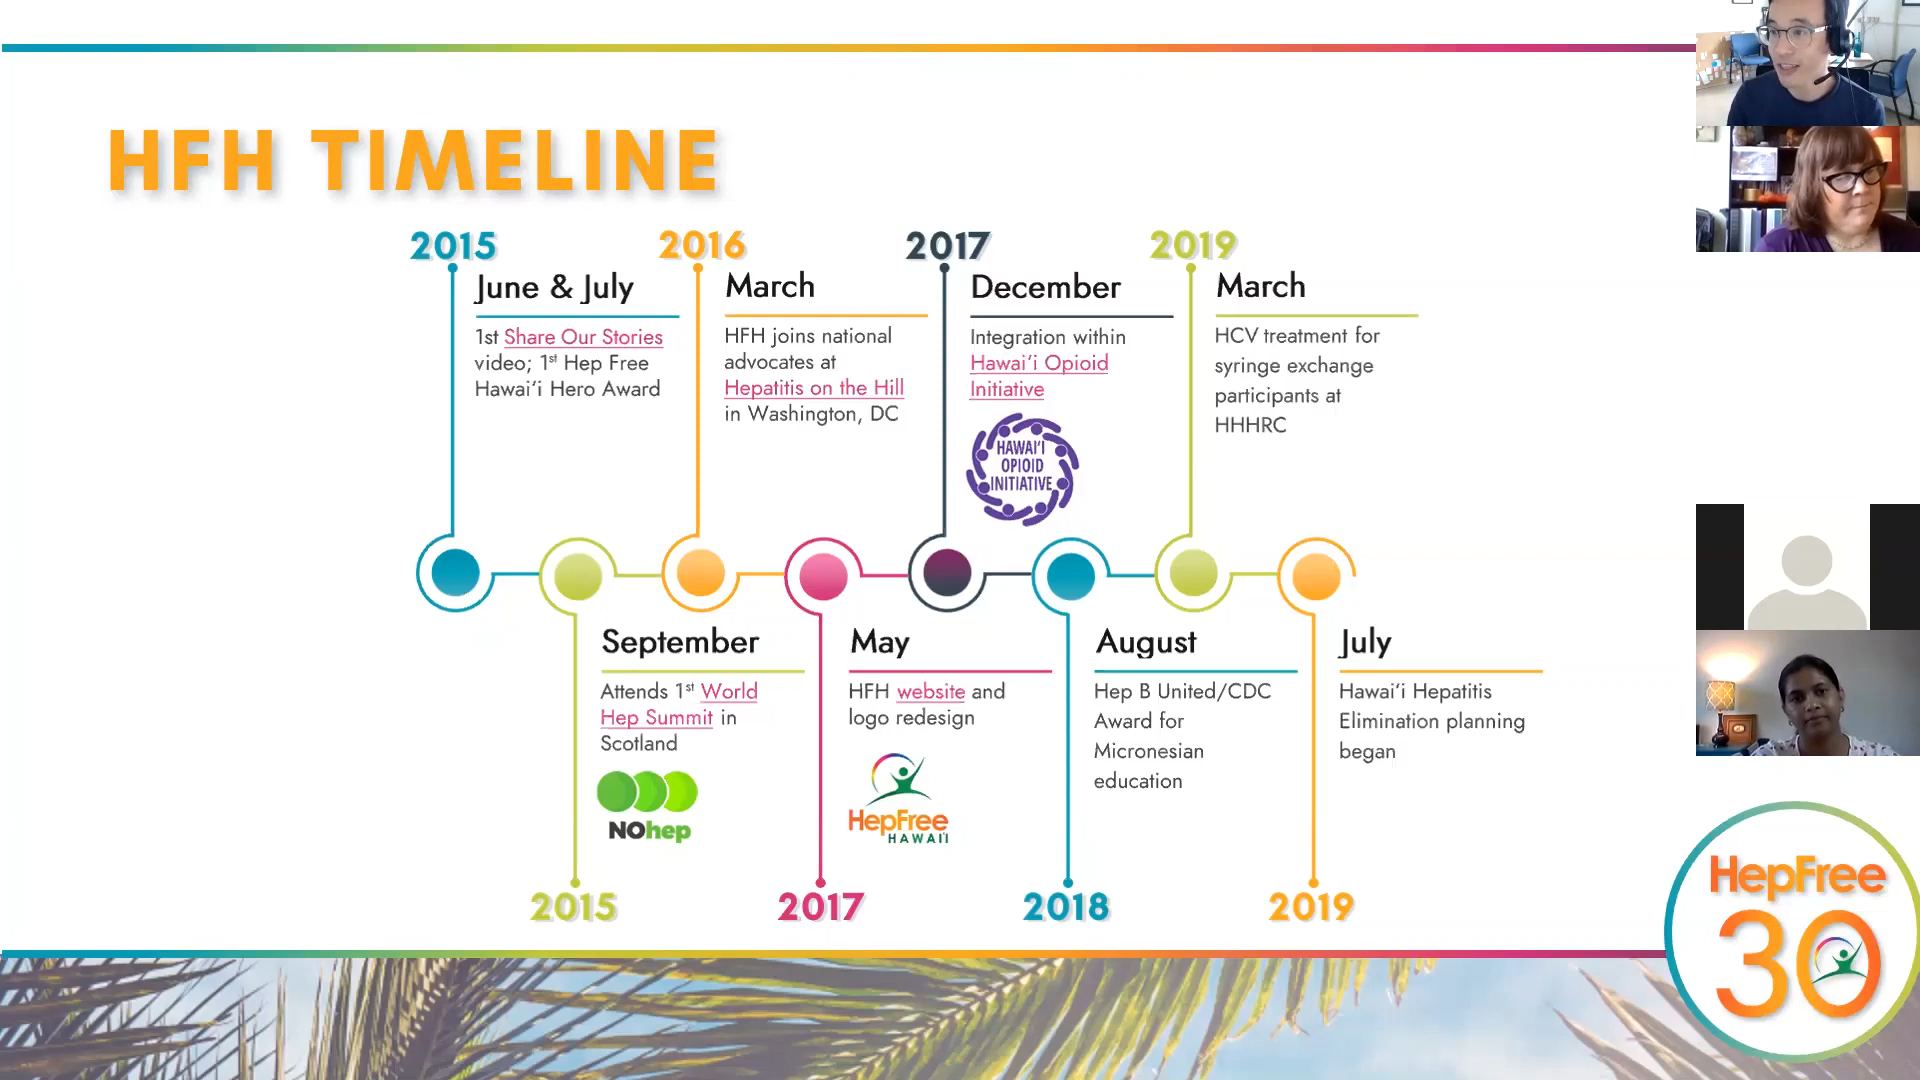 HFH TIMELINE
2015
June & July
1st Share Our Stories
video; 1st Hep Free
Hawai‘i Hero Award
2016
March
HFH joins national
advocates at
Hepatitis on the Hill
in Washington, DC
2017
December
Integration within
Hawai‘i Opioid
Initiative
HAWAI‘I
OPIOID
INITIATIVE
2019
March
HCV treatment for
syringe exchange
participants at
HHHRC
September
Attends 1st World
Hep Summit in
Scotland
NOhep
2015
May
HFH website and
logo redesign
HepFree
HAWAI‘I
2017
August
Hep B United/CDC
Award for
Micronesian
education
2018
July
Hawai‘i Hepatitis
Elimination planning
began
2019
HepFree
30